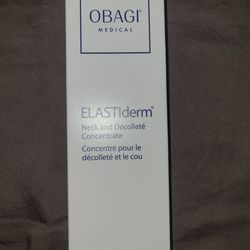 OBAGI®
MEDICAL
ELASTIderm®
Neck and Décolleté
Concentrate
Concentré pour le
décolleté et le cou